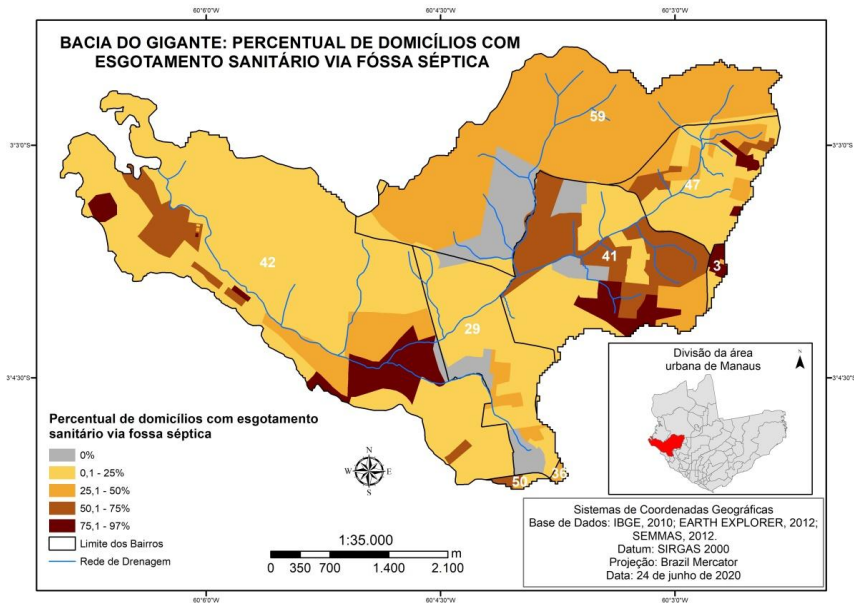 60°6'0"W
60°4'30"W
60°3'0"W
BACIA DO GIGANTE: PERCENTUAL DE DOMICÍLIOS COM
ESGOTAMENTO SANITÁRIO VIA FÓSSA SÉPTICA
3°3'0"S
3°3'0"S
59
47
42
41
3
29
3°4'30"S
3°4'30"S
36
50
Percentual de domicílios com esgotamento
sanitário via fossa séptica
0%
0,1 - 25%
25,1 - 50%
50,1 - 75%
75,1 - 97%
Limite dos Bairros
Rede de Drenagem
N
W
E
S
1:35.000
m
0 350 700 1.400 2.100
Divisão da área
urbana de Manaus
N
Sistemas de Coordenadas Geográficas
Base de Dados: IBGE, 2010; EARTH EXPLORER, 2012;
SEMMAS, 2012.
Datum: SIRGAS 2000
Projeção: Brazil Mercator
Data: 24 de junho de 2020
60°6'0"W
60°4'30"W
60°3'0"W